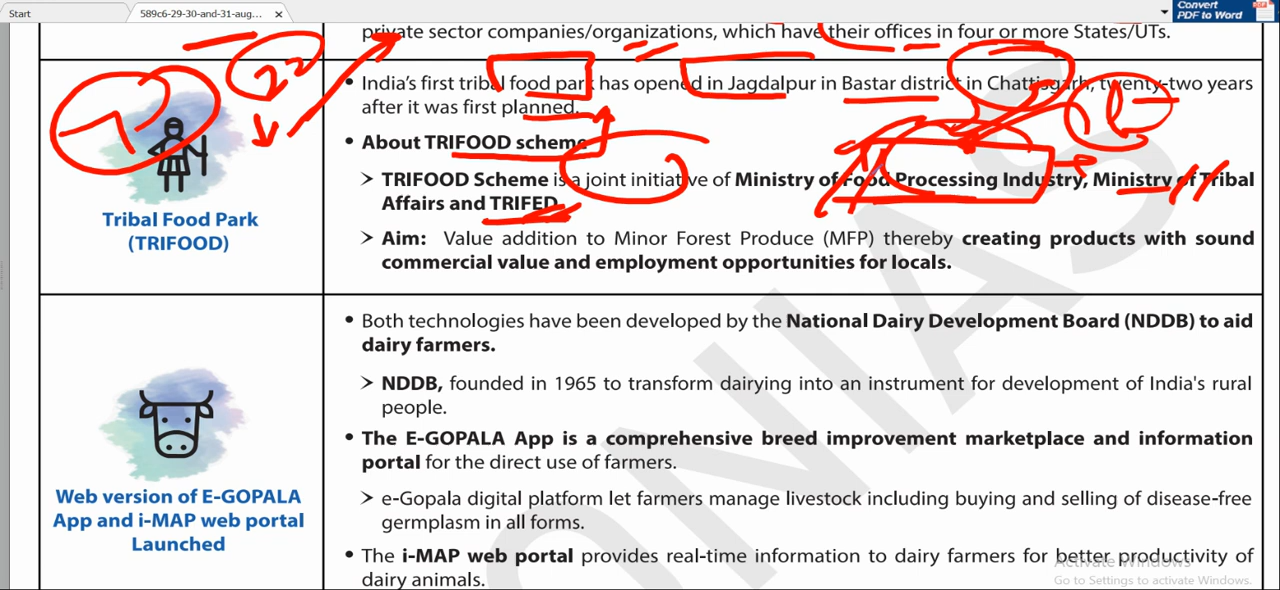 Start
589c6-29-30-and-31-aug...
Convert
PDF to Word
private sector companies/organizations, which have their offices in four or more States/UTs.
22
• India's first tribal food park has opened in Jagdalpur in Bastar district in Chattisgarh, twenty-two years
after it was first planned.
• About TRIFOOD scheme
➢ TRIFOOD Scheme is a joint initiative of Ministry of Food Processing Industry, Ministry of Tribal
Affairs and TRIFED.
➢ Aim: Value addition to Minor Forest Produce (MFP) thereby creating products with sound
commercial value and employment opportunities for locals.
Tribal Food Park
(TRIFOOD)
• Both technologies have been developed by the National Dairy Development Board (NDDB) to aid
dairy farmers.
➢ NDDB, founded in 1965 to transform dairying into an instrument for development of India's rural
people.
• The E-GOPALA App is a comprehensive breed improvement marketplace and information
portal for the direct use of farmers.
➢ e-Gopala digital platform let farmers manage livestock including buying and selling of disease-free
germplasm in all forms.
• The i-MAP web portal provides real-time information to dairy farmers for better productivity of
dairy animals.
Web version of E-GOPALA
App and i-MAP web portal
Launched
ONIAS
Activate Windows
Go to Settings to activate Windows.